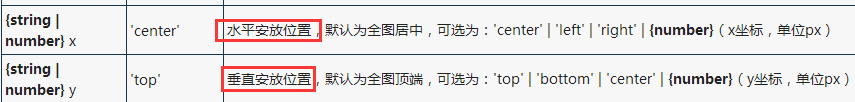 {string |
number} x
'center'
水平安放位置，默认为全图居中，可选为：'center' | 'left' | 'right' | {number}（x坐标，单位px）
{string |
number} y
'top'
垂直安放位置，默认为全图顶端，可选为：'top' | 'bottom' | 'center' | {number}（y坐标，单位px）